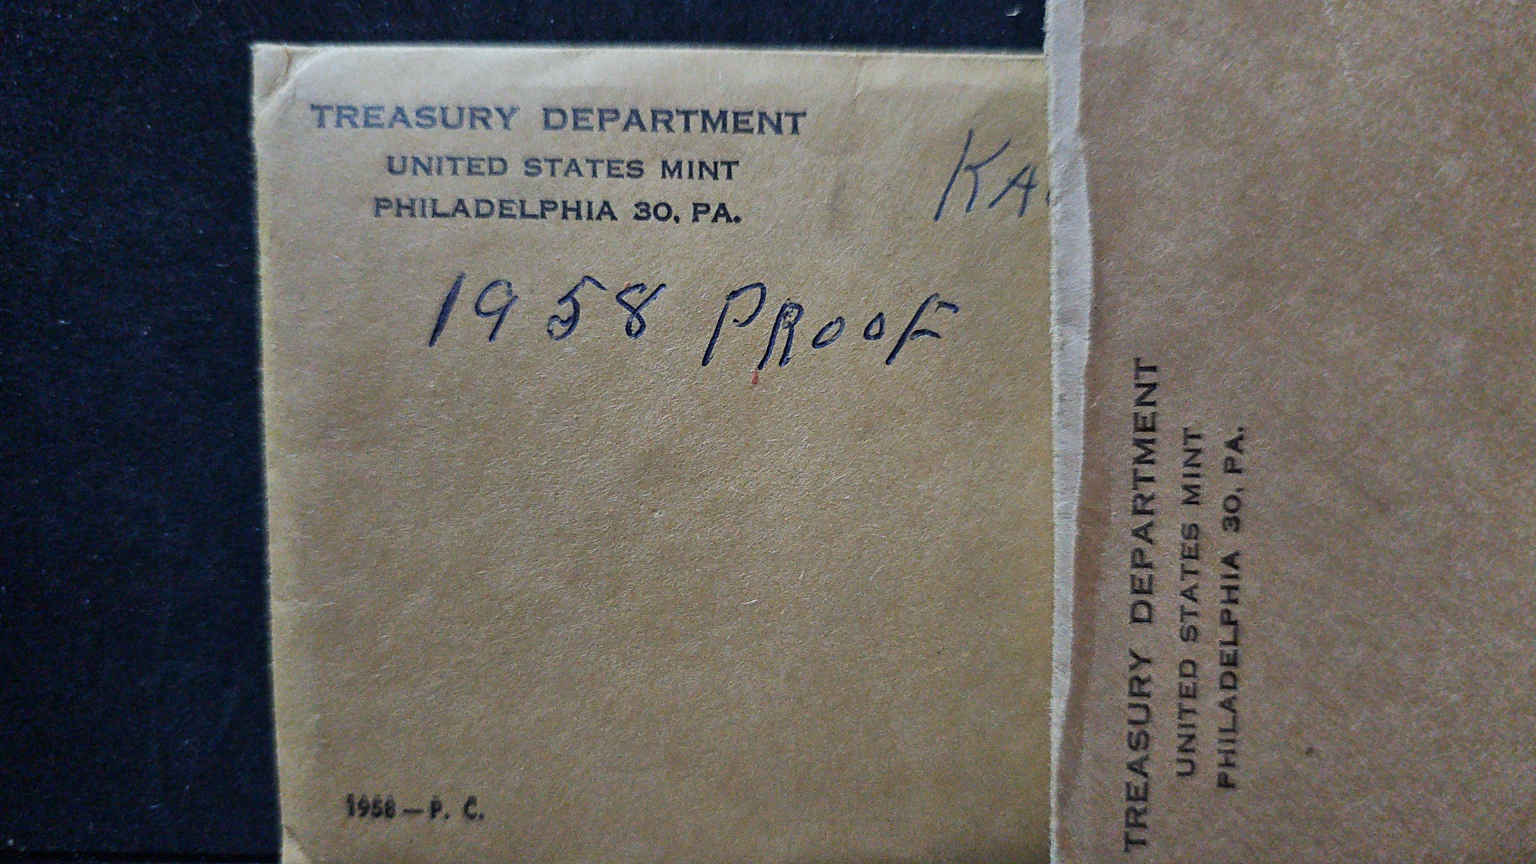 TREASURY DEPARTMENT
UNITED STATES MINT
PHILADELPHIA 30, PA.
1958 PROOF
1958 — P. C.
TREASURY DEPARTMENT
UNITED STATES MINT
PHILADELPHIA 30, PA.